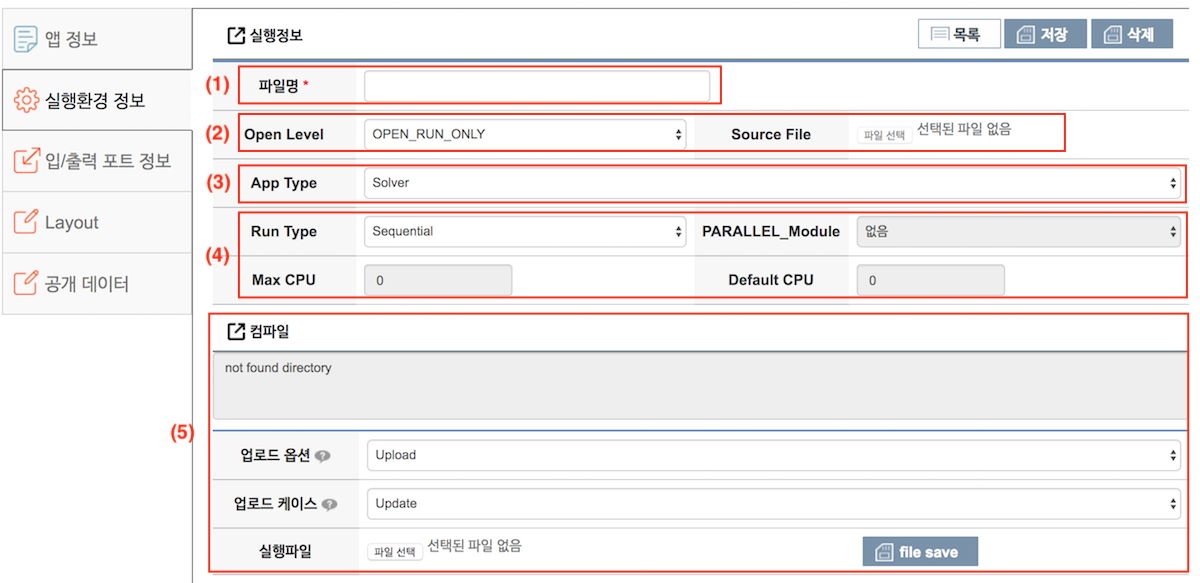 앱 정보
실행환경 정보
입/출력 포트 정보
Layout
공개 데이터
실행정보
목록 저장 삭제
(1) 파일명 *
(2) Open Level OPEN_RUN_ONLY Source File 파일 선택 선택된 파일 없음
(3) App Type Solver
(4) Run Type Sequential PARALLEL_Module 없음
Max CPU 0 Default CPU 0
(5) 컴파일
not found directory
업로드 옵션 ? Upload
업로드 케이스 ? Update
실행파일 파일 선택 선택된 파일 없음 file save